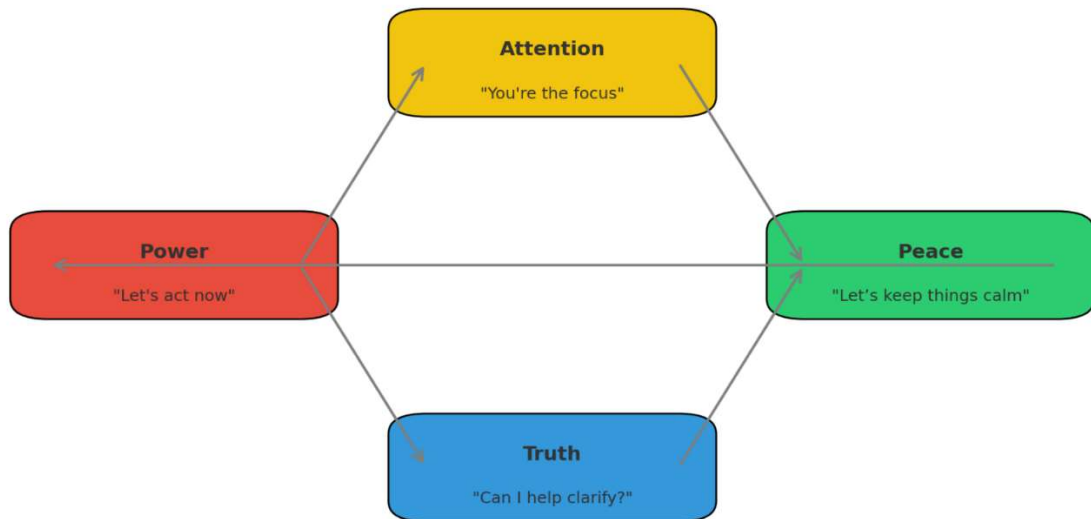 Attention
"You're the focus"
Power
"Let's act now"
Peace
"Let’s keep things calm"
Truth
"Can I help clarify?"